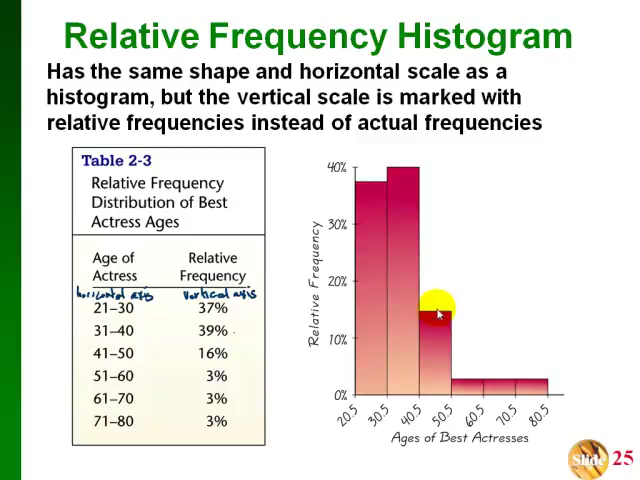 Relative Frequency Histogram
Has the same shape and horizontal scale as a
histogram, but the vertical scale is marked with
relative frequencies instead of actual frequencies
Table 2-3
Relative Frequency
Distribution of Best
Actress Ages
Age of Actress Relative Frequency
horizontal axis vertical axis
21–30 37%
31–40 39%
41–50 16%
51–60 3%
61–70 3%
71–80 3%
Relative Frequency
40%
30%
20%
10%
0%
20.5 30.5 40.5 50.5 60.5 70.5 80.5
Ages of Best Actresses
Slide 25